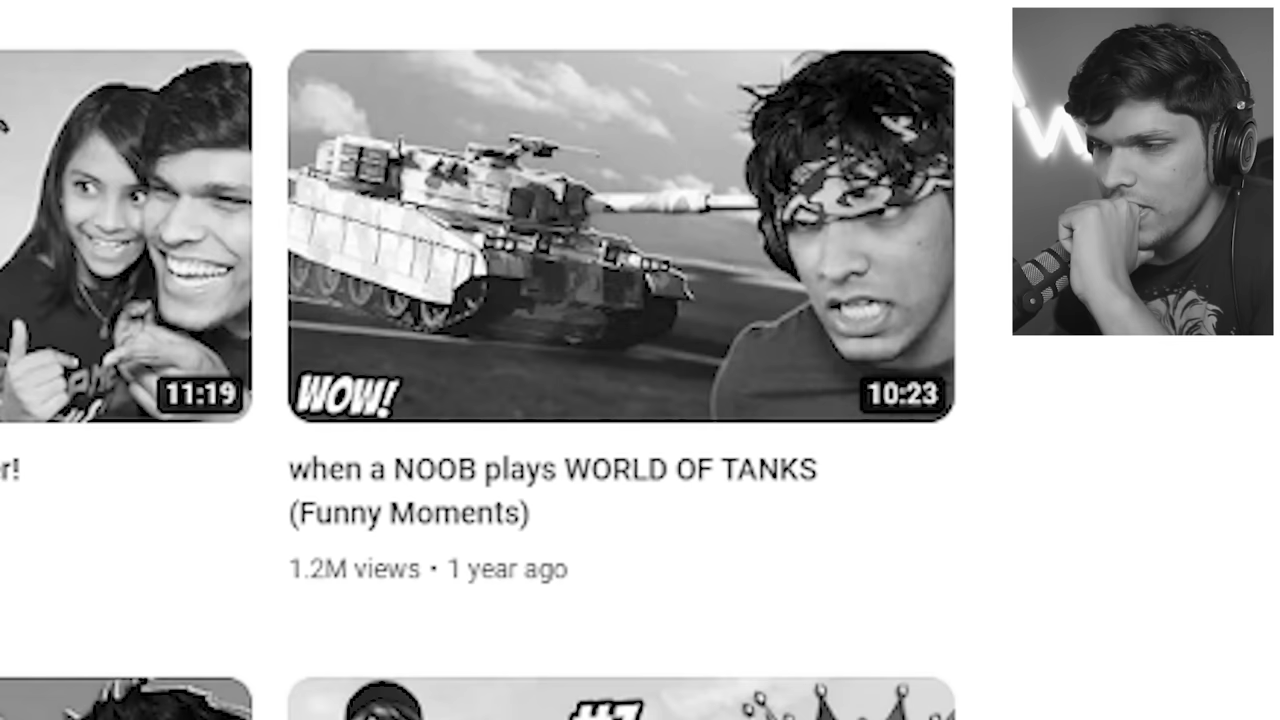 WOW!
11:19
10:23
r!
when a NOOB plays WORLD OF TANKS
(Funny Moments)
1.2M views • 1 year ago
#7